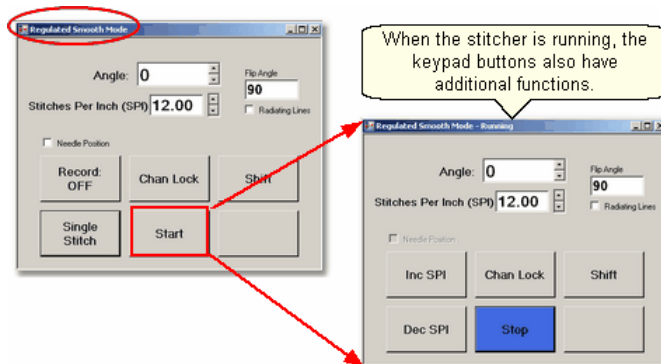 Regulated Smooth Mode
Angle: 0
Flip Angle
90
Stitches Per Inch (SPI) 12.00
Radiating Lines
Needle Position
Record: OFF
Chan Lock
Shift
Single Stitch
Start
When the stitcher is running, the
keypad buttons also have
additional functions.
Regulated Smooth Mode - Running
Angle: 0
Flip Angle
90
Stitches Per Inch (SPI) 12.00
Radiating Lines
Needle Position
Inc SPI
Chan Lock
Shift
Dec SPI
Stop